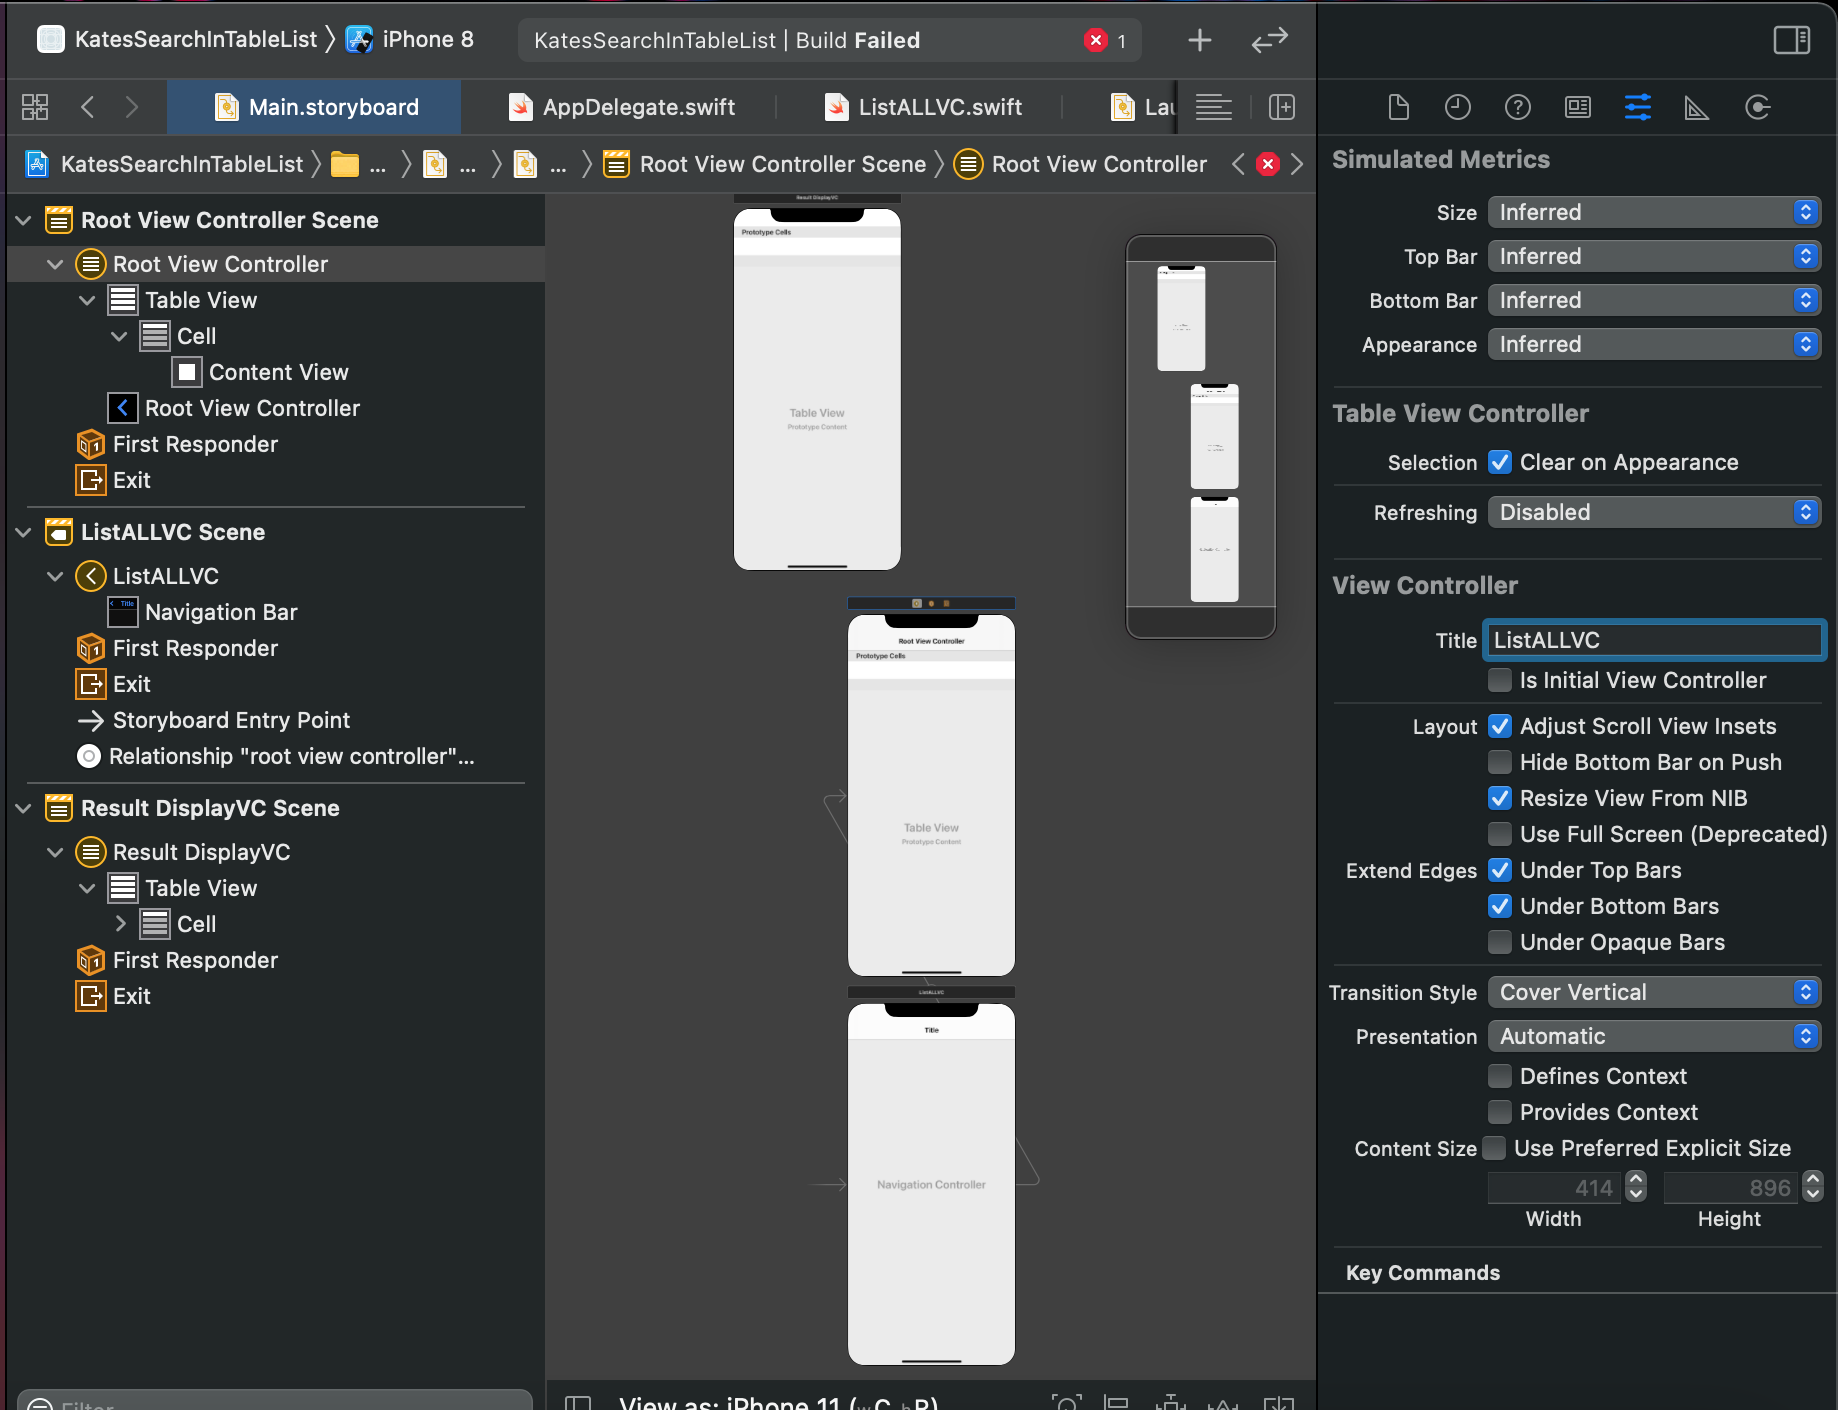 KatesSearchInTableList
iPhone 8
KatesSearchInTableList | Build Failed
1
Main.storyboard
AppDelegate.swift
ListALLVC.swift
Lau
KatesSearchInTableList
...
...
...
Root View Controller Scene
Root View Controller
Root View Controller Scene
Root View Controller
Table View
Cell
Content View
Root View Controller
First Responder
Exit
ListALLVC Scene
ListALLVC
Title
Navigation Bar
First Responder
Exit
Storyboard Entry Point
Relationship "root view controller"...
Result DisplayVC Scene
Result DisplayVC
Table View
Cell
First Responder
Exit
Filter
Result DisplayVC
Prototype Cells
Table View
Prototype Content
Root View Controller
Prototype Cells
Table View
Prototype Content
ListALLVC
Title
Navigation Controller
View as: iPhone 11 (wC hR)
Simulated Metrics
Size Inferred
Top Bar Inferred
Bottom Bar Inferred
Appearance Inferred
Table View Controller
Selection Clear on Appearance
Refreshing Disabled
View Controller
Title ListALLVC
Is Initial View Controller
Layout Adjust Scroll View Insets
Hide Bottom Bar on Push
Resize View From NIB
Use Full Screen (Deprecated)
Extend Edges Under Top Bars
Under Bottom Bars
Under Opaque Bars
Transition Style Cover Vertical
Presentation Automatic
Defines Context
Provides Context
Content Size Use Preferred Explicit Size
414 896
Width Height
Key Commands